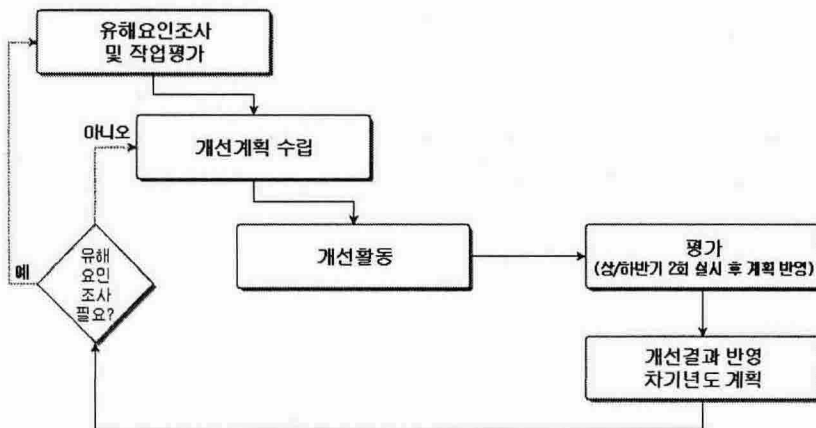 유해요인조사
및 작업평가
아니오
개선계획 수립
예
유해
요인
조사
필요?
개선활동
평가
(상/하반기 2회 실시 후 계획 반영)
개선결과 반영
차기년도 계획